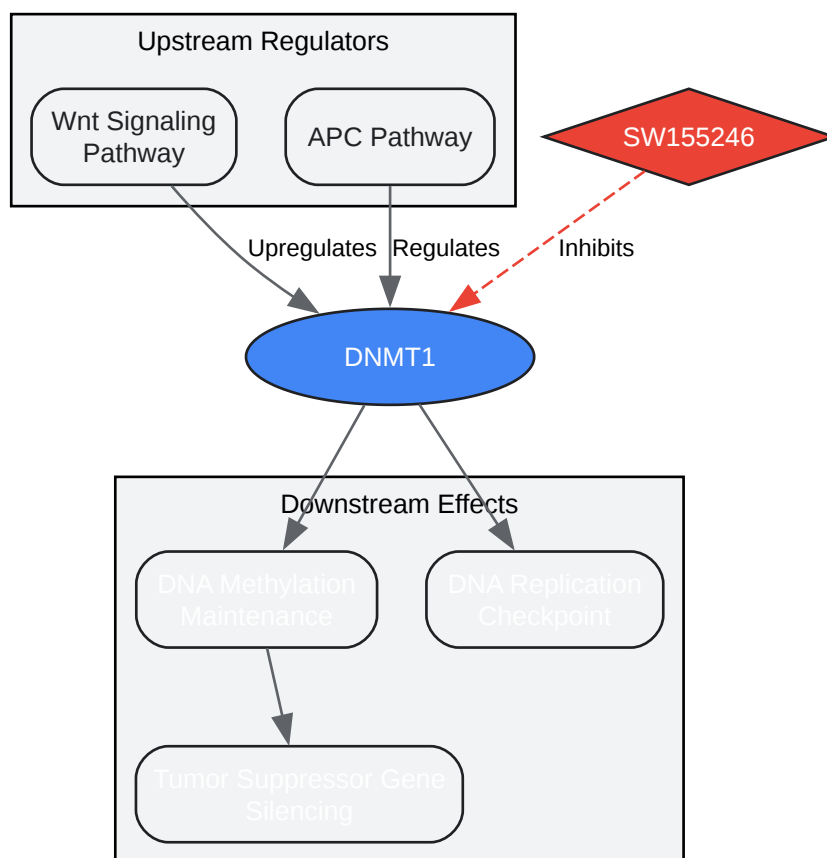 Upstream Regulators
Wnt Signaling
Pathway
APC Pathway
SW155246
Upregulates
Regulates
Inhibits
DNMT1
Downstream Effects
DNA Methylation
Maintenance
DNA Replication
Checkpoint
Tumor Suppressor Gene
Silencing